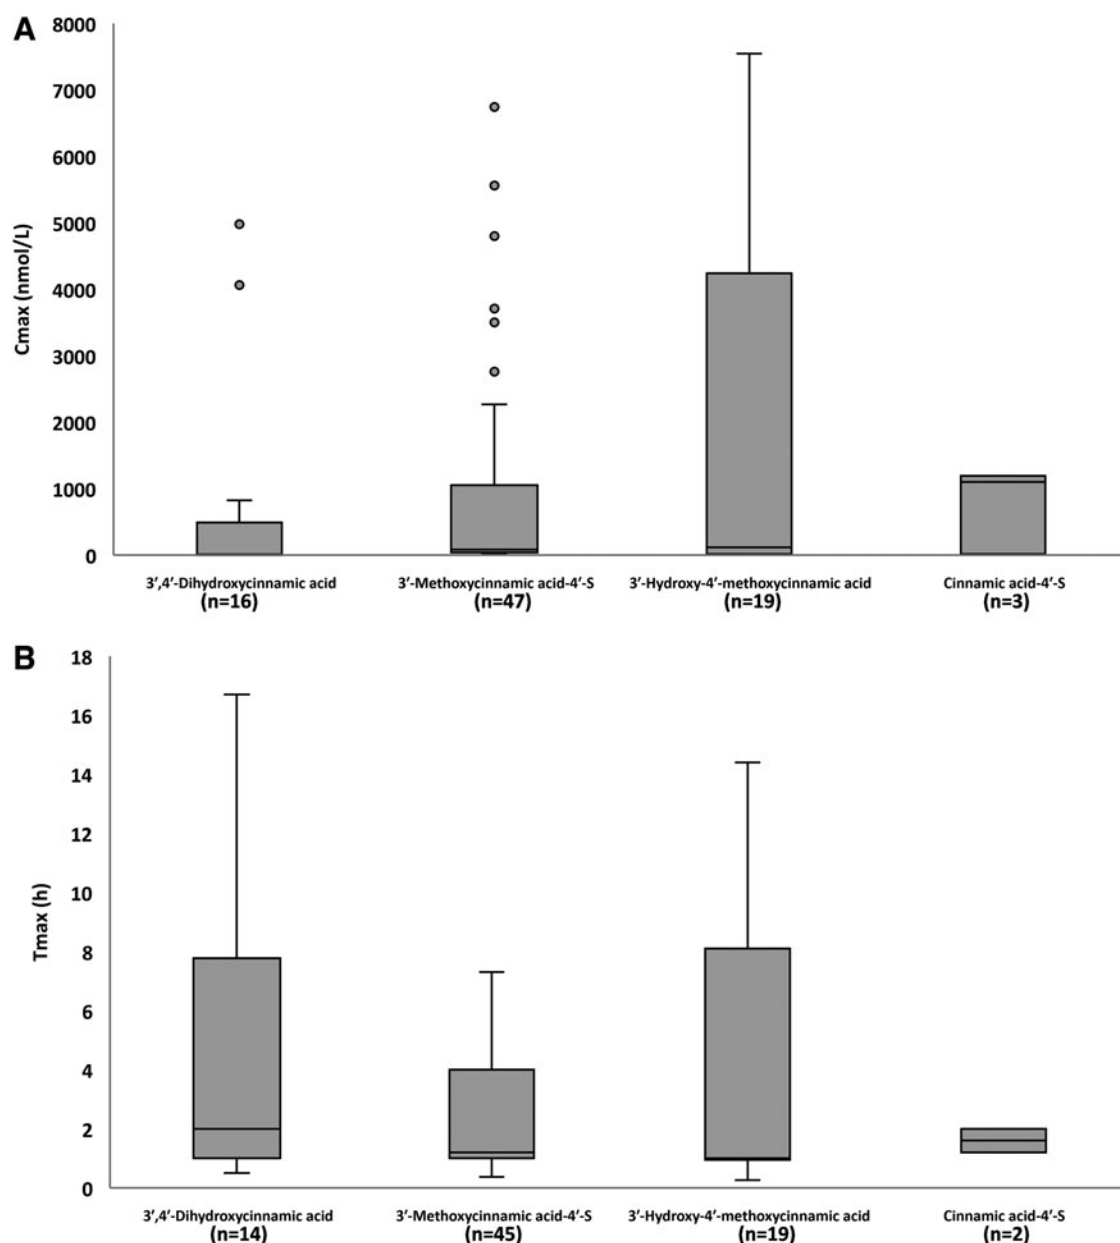 A
8000
7000
6000
5000
4000
3000
2000
1000
0
Cmax (nmol/L)
3′,4′-Dihydroxycinnamic acid
(n=16)
3′-Methoxycinnamic acid-4′-S
(n=47)
3′-Hydroxy-4′-methoxycinnamic acid
(n=19)
Cinnamic acid-4′-S
(n=3)
B
18
16
14
12
10
8
6
4
2
0
Tmax (h)
3′,4′-Dihydroxycinnamic acid
(n=14)
3′-Methoxycinnamic acid-4′-S
(n=45)
3′-Hydroxy-4′-methoxycinnamic acid
(n=19)
Cinnamic acid-4′-S
(n=2)